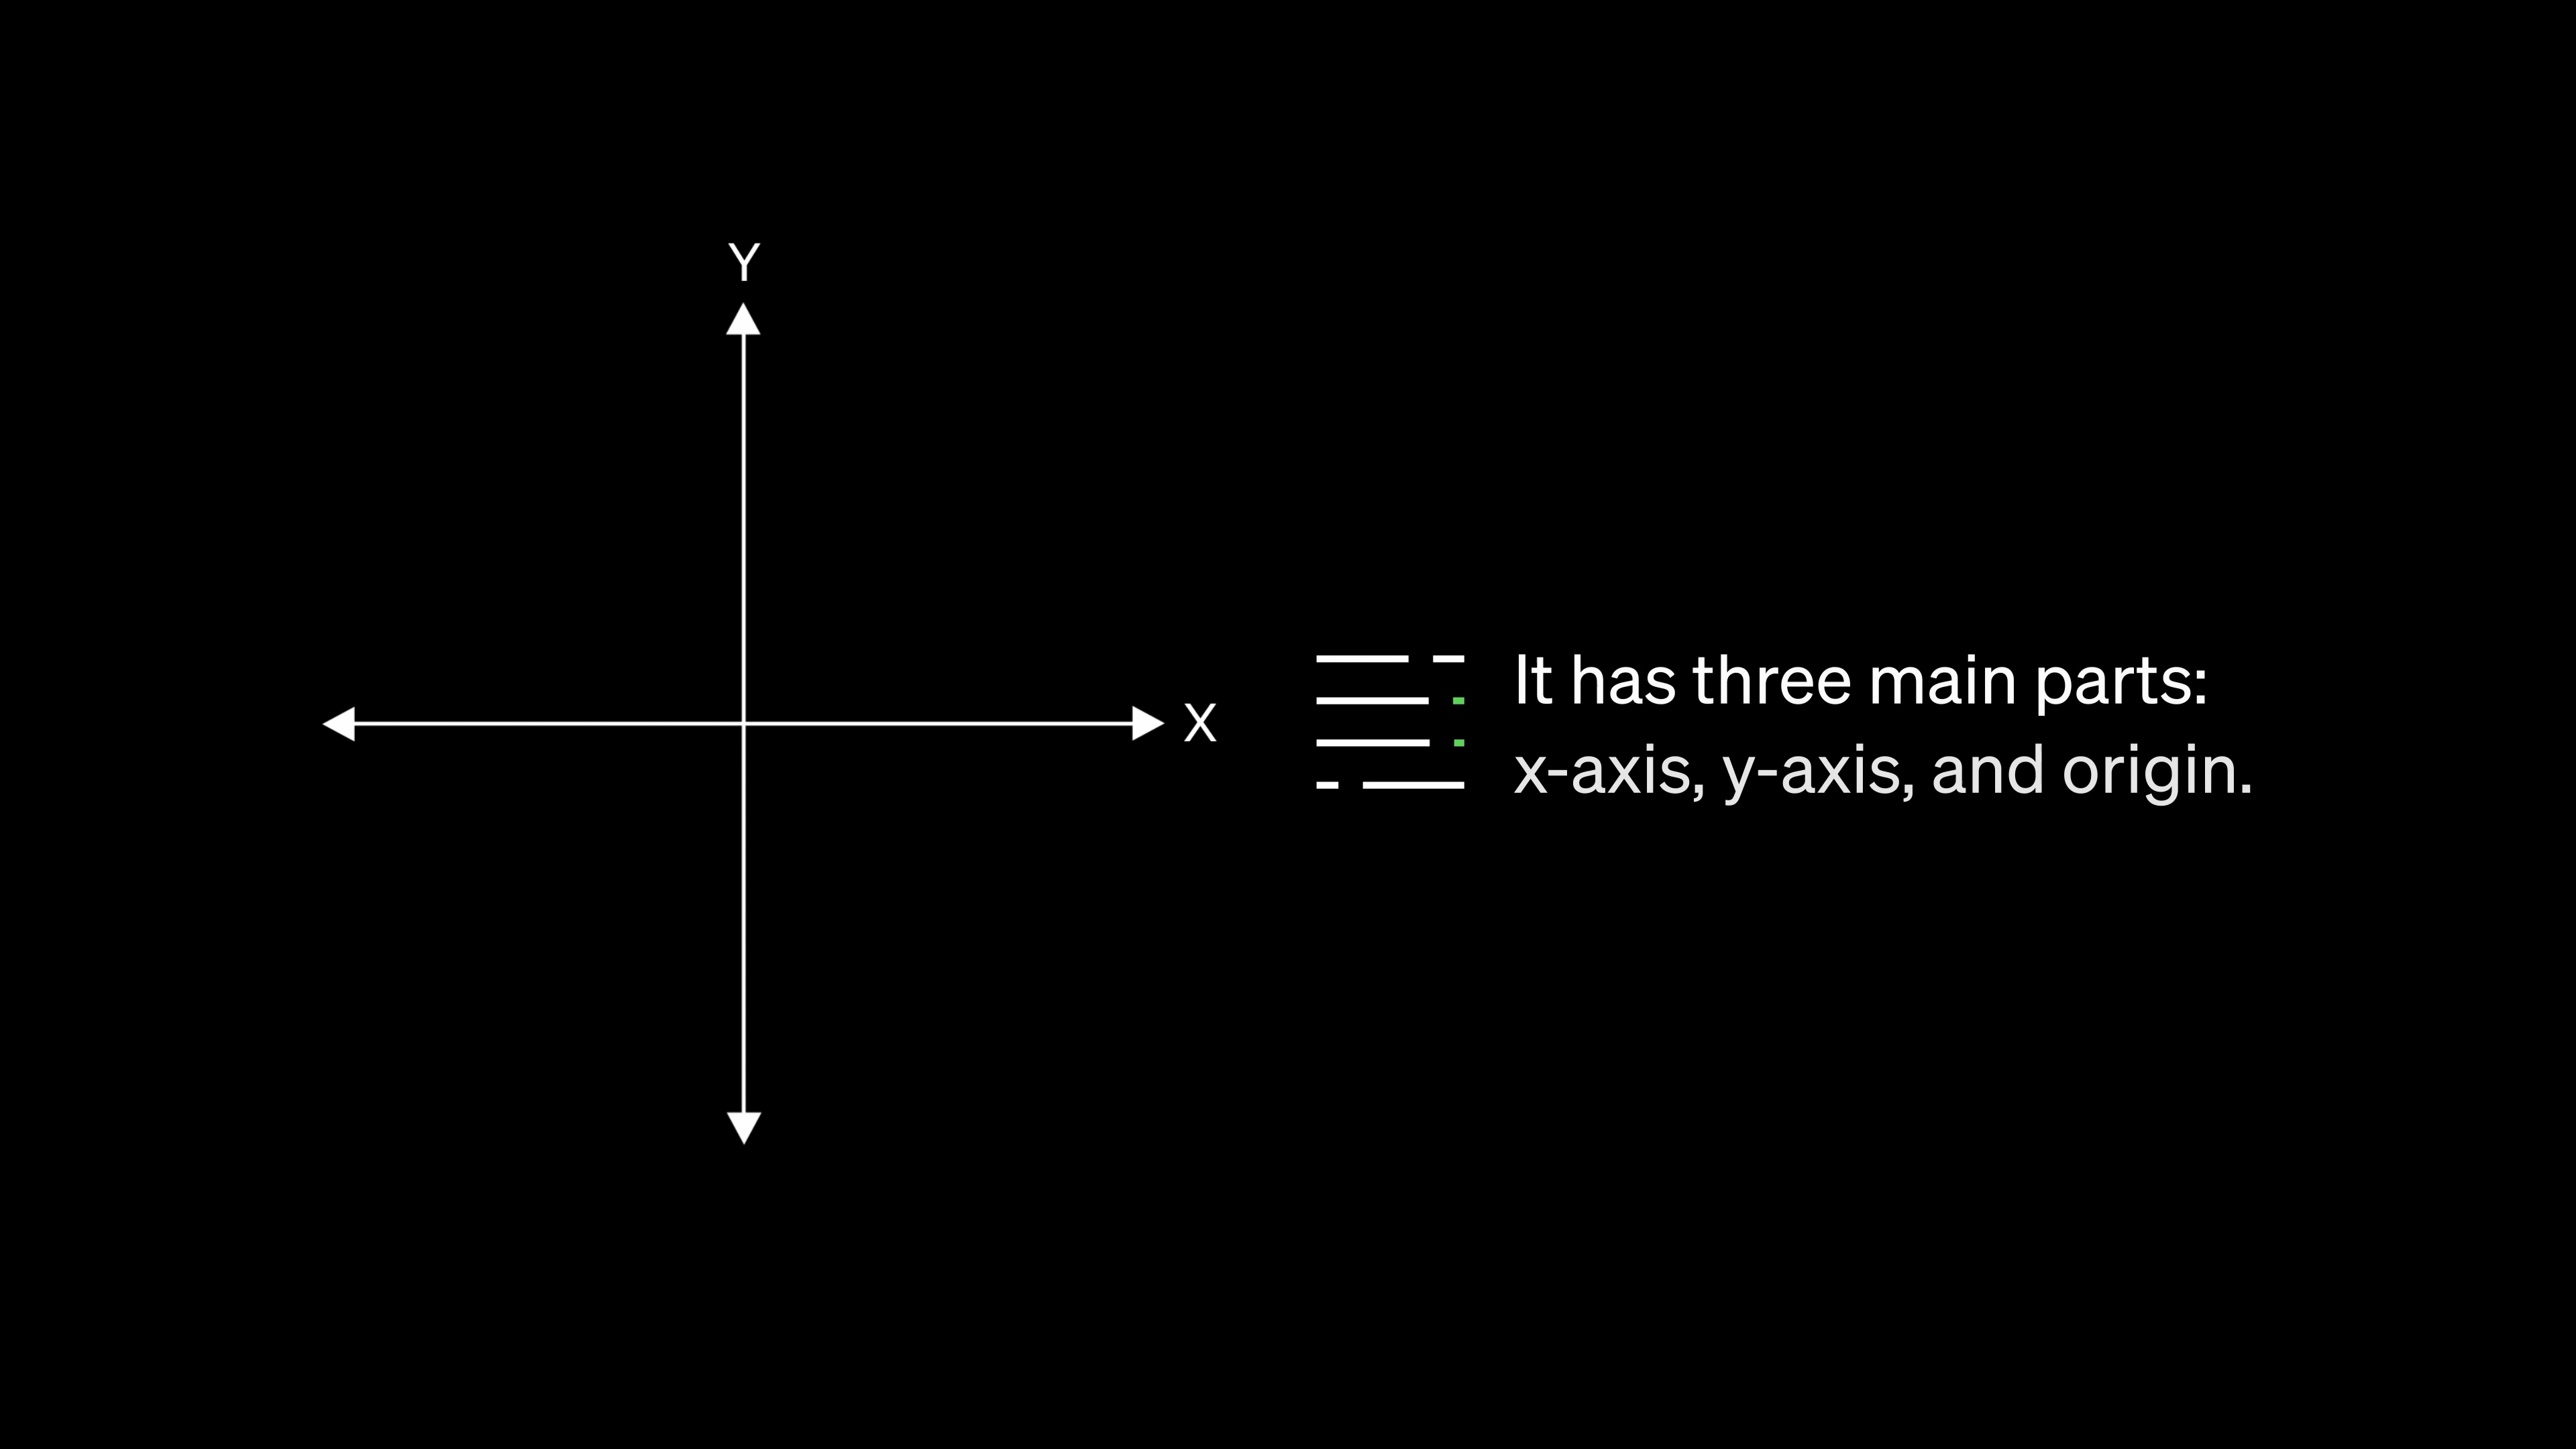 Y
X
It has three main parts:
x-axis, y-axis, and origin.